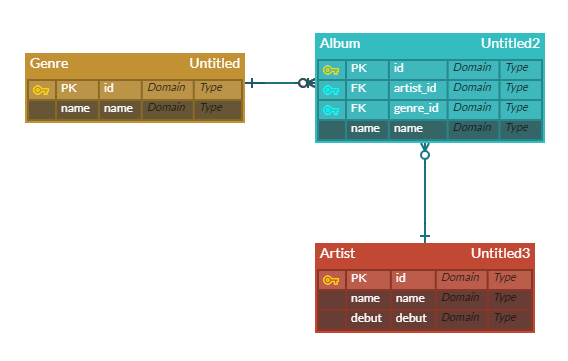 Genre Untitled
PK id Domain Type
name name Domain Type
Album Untitled2
PK id Domain Type
FK artist_id Domain Type
FK genre_id Domain Type
name name Domain Type
Artist Untitled3
PK id Domain Type
name name Domain Type
debut debut Domain Type